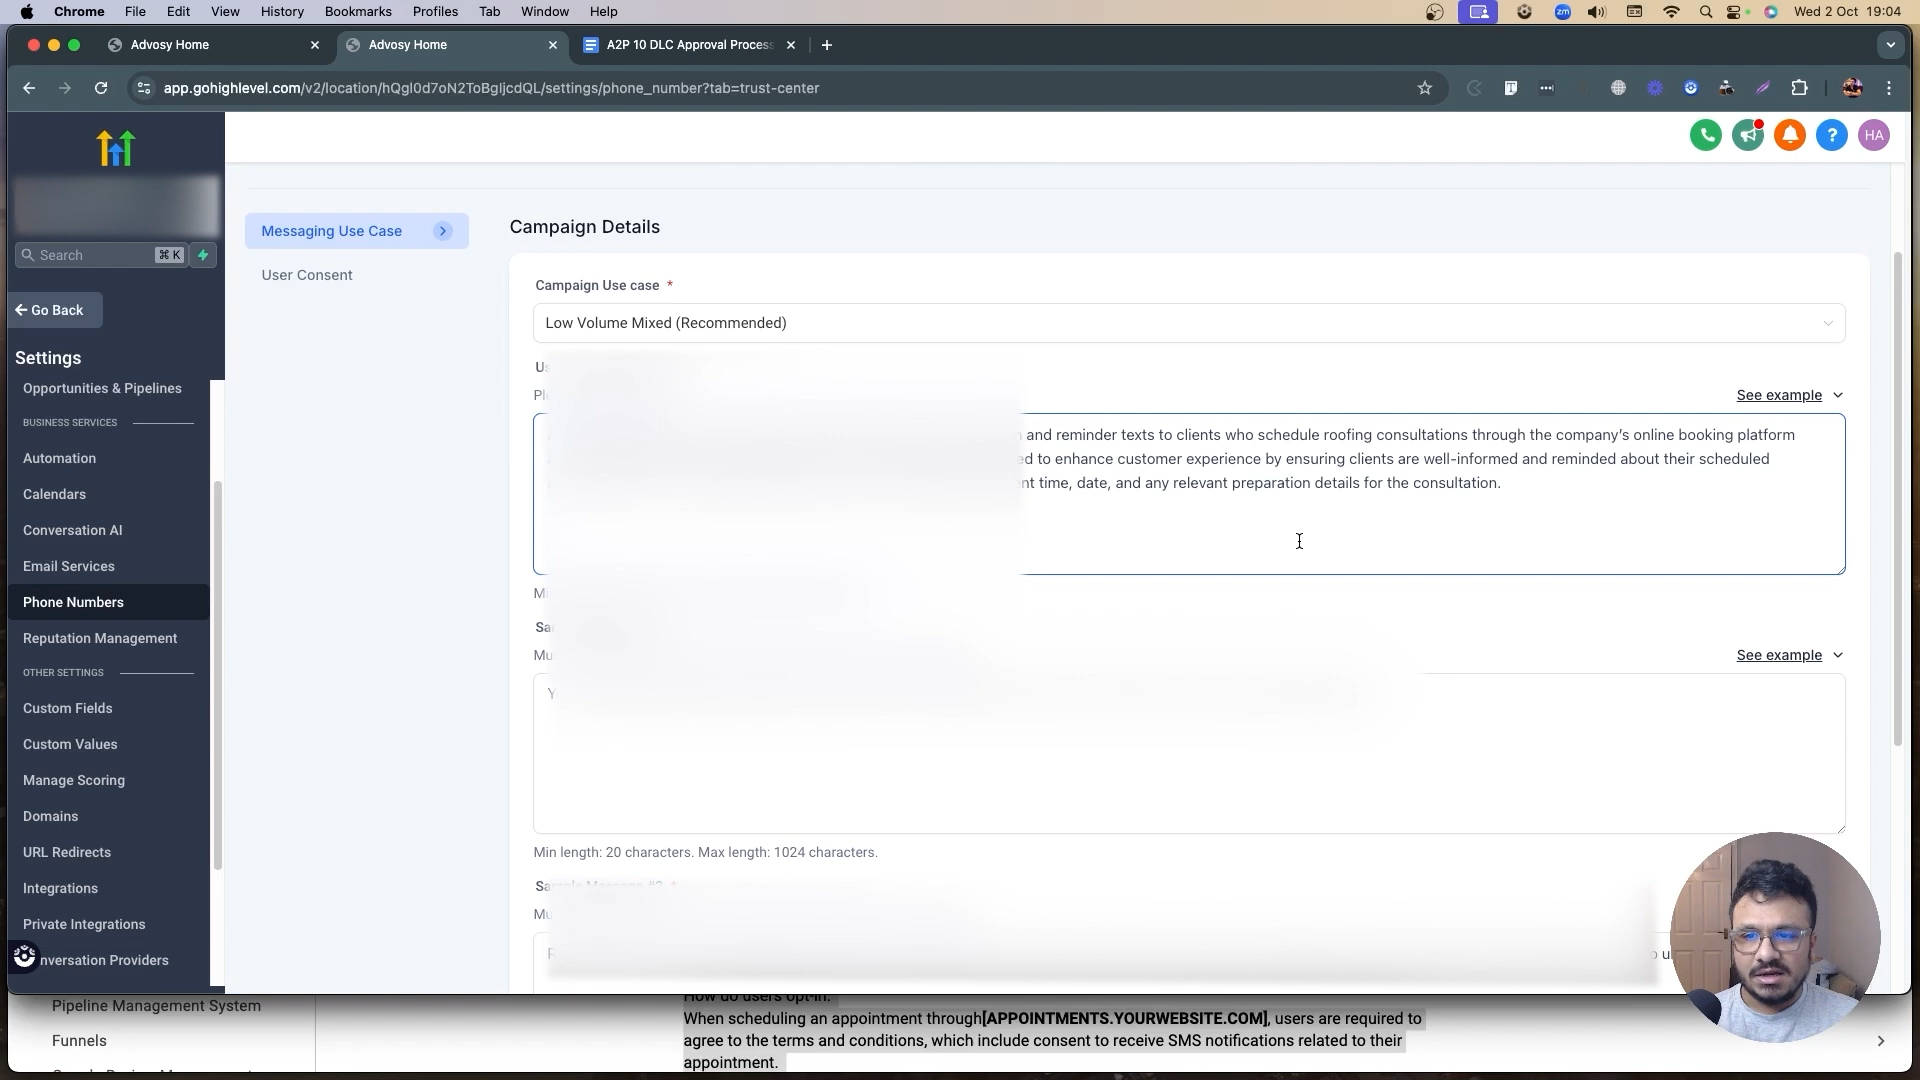 Chrome File Edit View History Bookmarks Profiles Tab Window Help
zm Wed 2 Oct 19:04
Advosy Home
Advosy Home
A2P 10 DLC Approval Process
app.gohighlevel.com/v2/location/hQgI0d7oN2ToBgIjcdQL/settings/phone_number?tab=trust-center
HA
Search ⌘ K
Go Back
Settings
Opportunities & Pipelines
BUSINESS SERVICES
Automation
Calendars
Conversation AI
Email Services
Phone Numbers
Reputation Management
OTHER SETTINGS
Custom Fields
Custom Values
Manage Scoring
Domains
URL Redirects
Integrations
Private Integrations
nversation Providers
Messaging Use Case
User Consent
Campaign Details
Campaign Use case *
Low Volume Mixed (Recommended)
See example
and reminder texts to clients who schedule roofing consultations through the company's online booking platform
ed to enhance customer experience by ensuring clients are well-informed and reminded about their scheduled
nt time, date, and any relevant preparation details for the consultation.
See example
Min length: 20 characters. Max length: 1024 characters.
Sample Message #2 *
Pipeline Management System
Funnels
How do users opt-in:
When scheduling an appointment through[APPOINTMENTS.YOURWEBSITE.COM], users are required to
agree to the terms and conditions, which include consent to receive SMS notifications related to their
appointment.